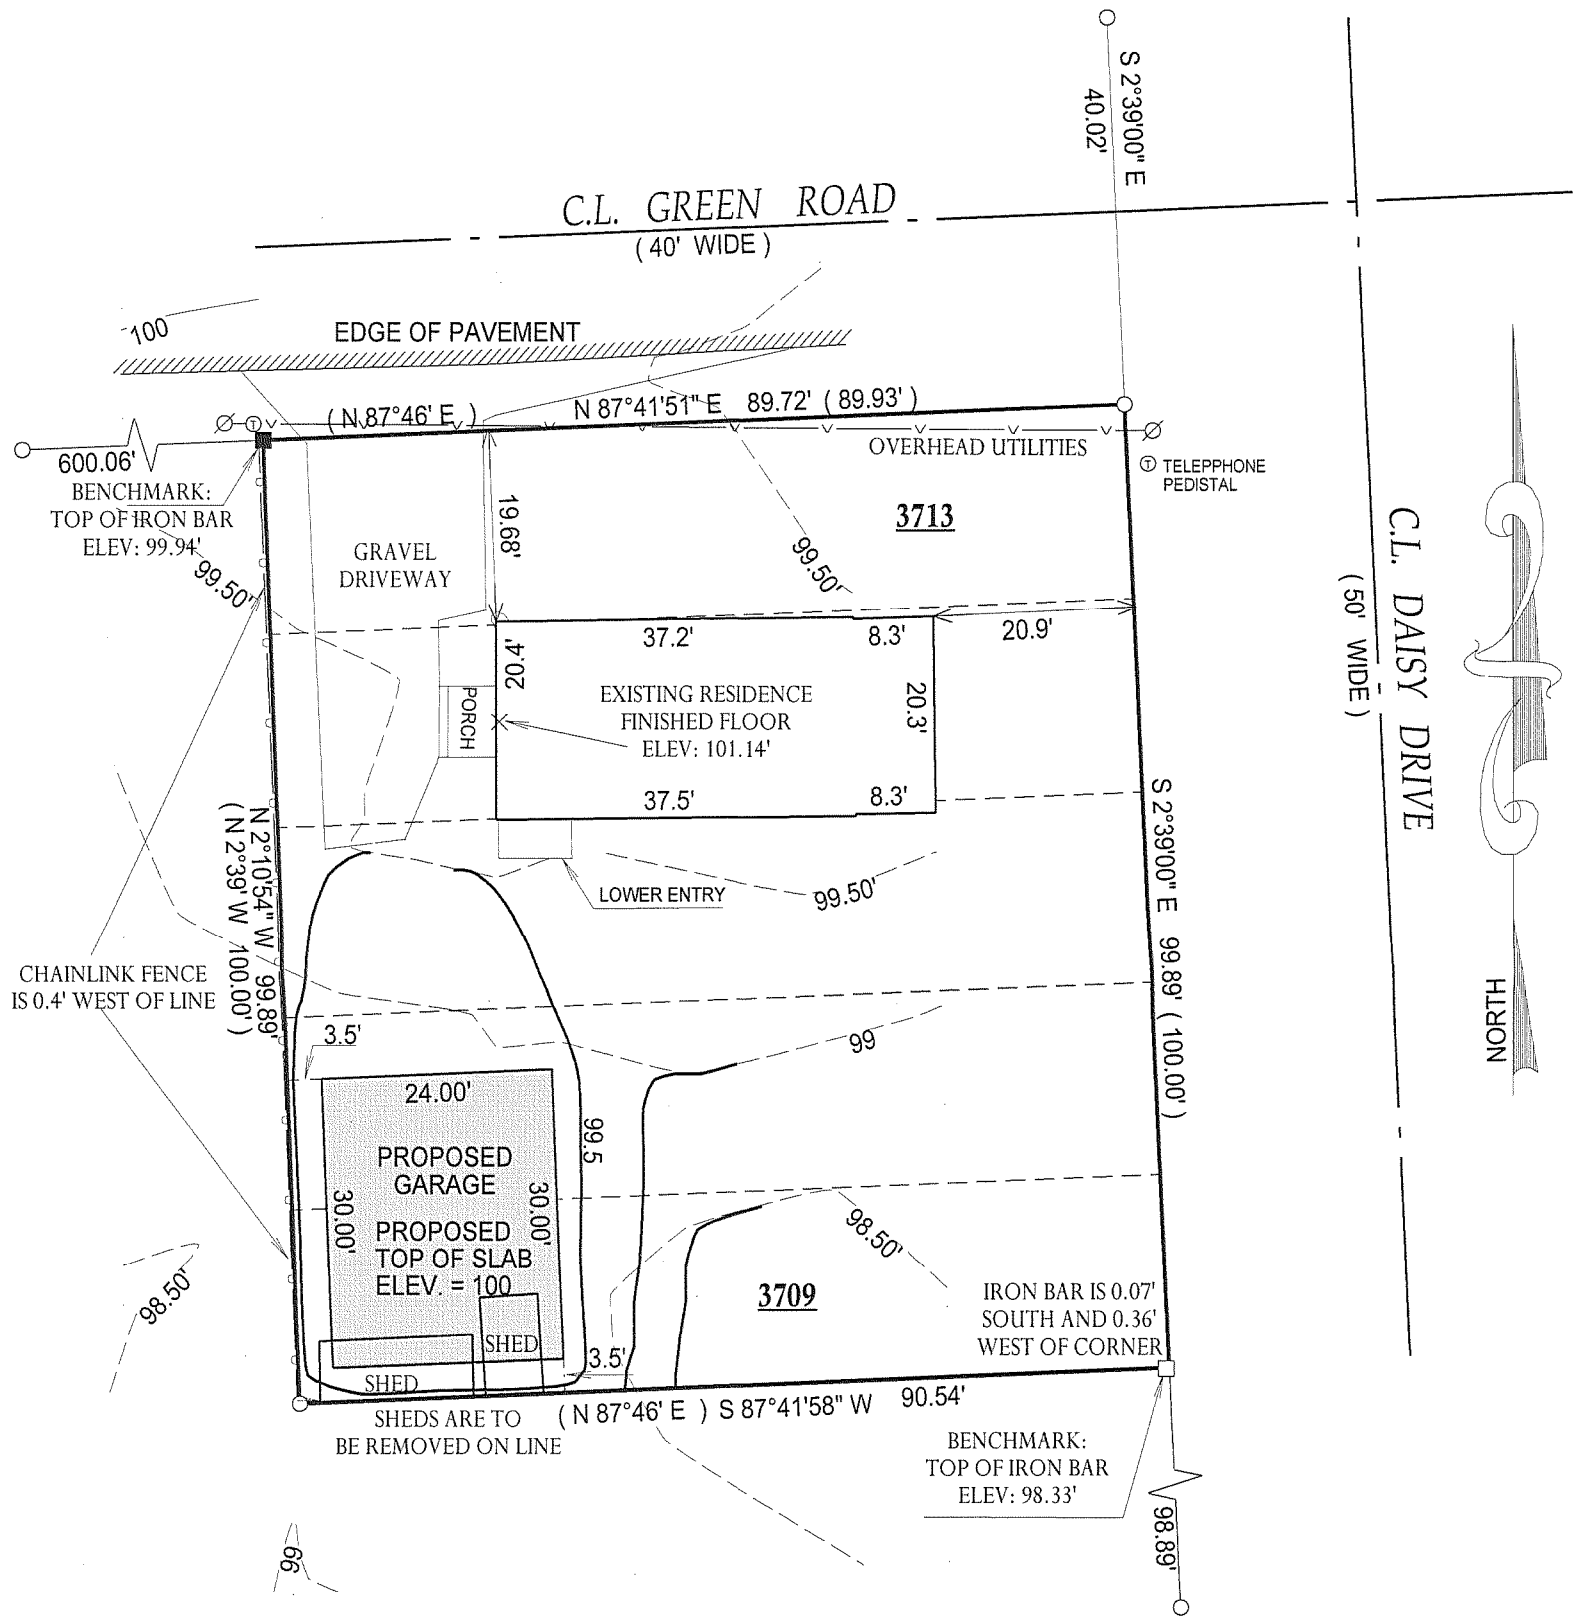 S 2°39'00" E
40.02'
C.L. GREEN ROAD
( 40' WIDE )
100
EDGE OF PAVEMENT
( N 87°46' E )
N 87°41'51" E 89.72' ( 89.93' )
OVERHEAD UTILITIES
T
T TELEPPHONE
PEDISTAL
600.06'
BENCHMARK:
TOP OF IRON BAR
ELEV: 99.94'
99.50'
GRAVEL
DRIVEWAY
19.68'
3713
99.50'
C.L. DAISY DRIVE
( 50' WIDE )
37.2'
8.3'
20.9'
20.4'
PORCH
EXISTING RESIDENCE
FINISHED FLOOR
ELEV: 101.14'
20.3'
37.5'
8.3'
LOWER ENTRY
99.50'
N 2°10'54" W 99.89'
( N 2°39' W 100.00' )
S 2°39'00" E 99.89' ( 100.00' )
CHAINLINK FENCE
IS 0.4' WEST OF LINE
NORTH
3.5'
99
24.00'
99.5
PROPOSED
GARAGE
30.00'
30.00'
PROPOSED
TOP OF SLAB
ELEV. = 100
98.50'
98.50'
3709
IRON BAR IS 0.07'
SOUTH AND 0.36'
WEST OF CORNER
SHED
SHED
3.5'
SHEDS ARE TO
BE REMOVED ON LINE
( N 87°46' E ) S 87°41'58" W 90.54'
BENCHMARK:
TOP OF IRON BAR
ELEV: 98.33'
98.89'
99